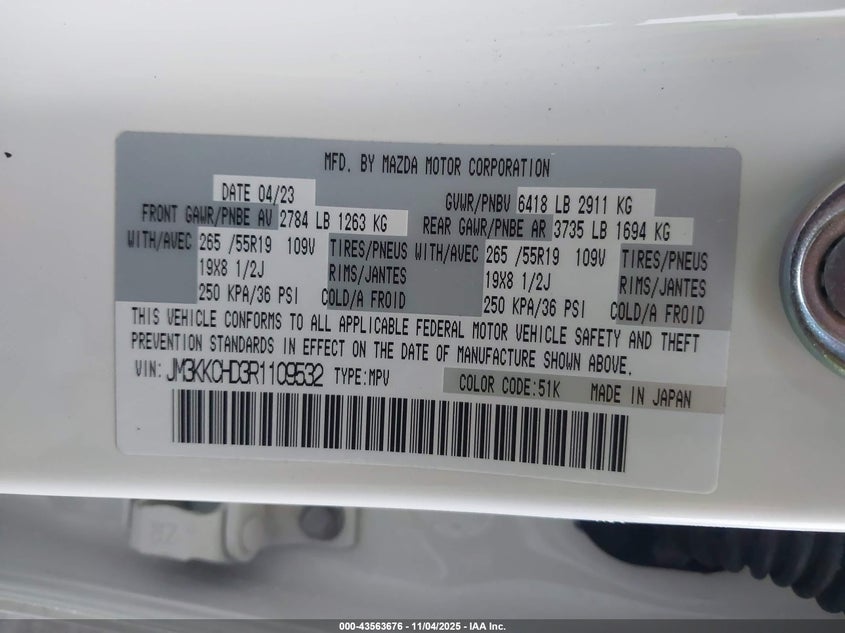 MFD. BY MAZDA MOTOR CORPORATION
DATE 04/23 GVWR/PNBV 6418 LB 2911 KG
FRONT GAWR/PNBE AV 2784 LB 1263 KG REAR GAWR/PNBE AR 3735 LB 1694 KG
WITH/AVEC 265 /55R19 109V TIRES/PNEUS WITH/AVEC 265 /55R19 109V TIRES/PNEUS
19X8 1/2J RIMS/JANTES 19X8 1/2J RIMS/JANTES
250 KPA/36 PSI COLD/A FROID 250 KPA/36 PSI COLD/A FROID
THIS VEHICLE CONFORMS TO ALL APPLICABLE FEDERAL MOTOR VEHICLE SAFETY AND THEFT
PREVENTION STANDARDS IN EFFECT ON THE DATE OF MANUFACTURE SHOWN ABOVE.
VIN: JM3KKCHD3R1109532 TYPE:MPV COLOR CODE:51K MADE IN JAPAN
000-43563676 - 11/04/2025 - IAA Inc.